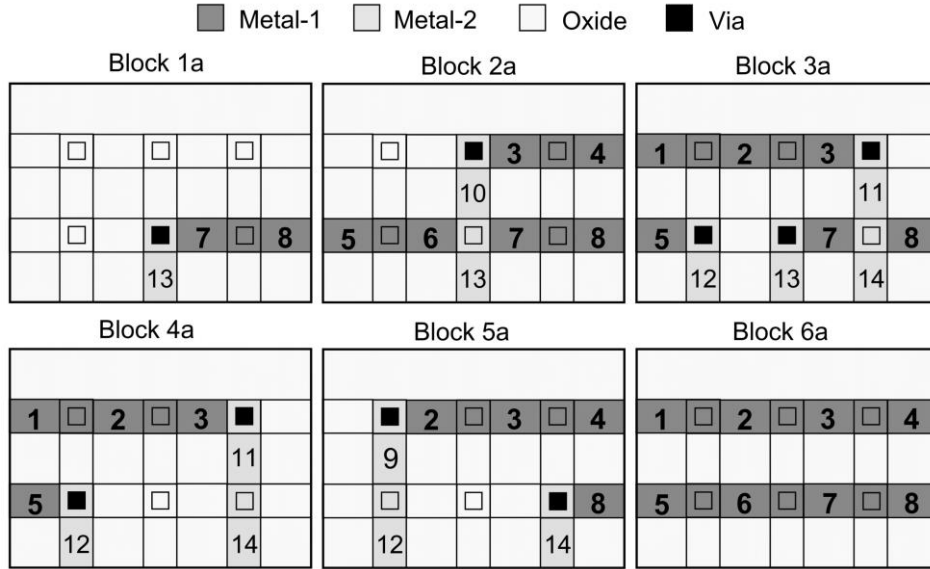 Metal-1 Metal-2 Oxide Via
Block 1a Block 2a Block 3a
3 4 1 2 3
10 11
7 8 5 6 7 8 5 7 8
13 13 12 13 14
Block 4a Block 5a Block 6a
1 2 3 2 3 4 1 2 3 4
11 9
5 8 5 6 7 8
12 14 12 14